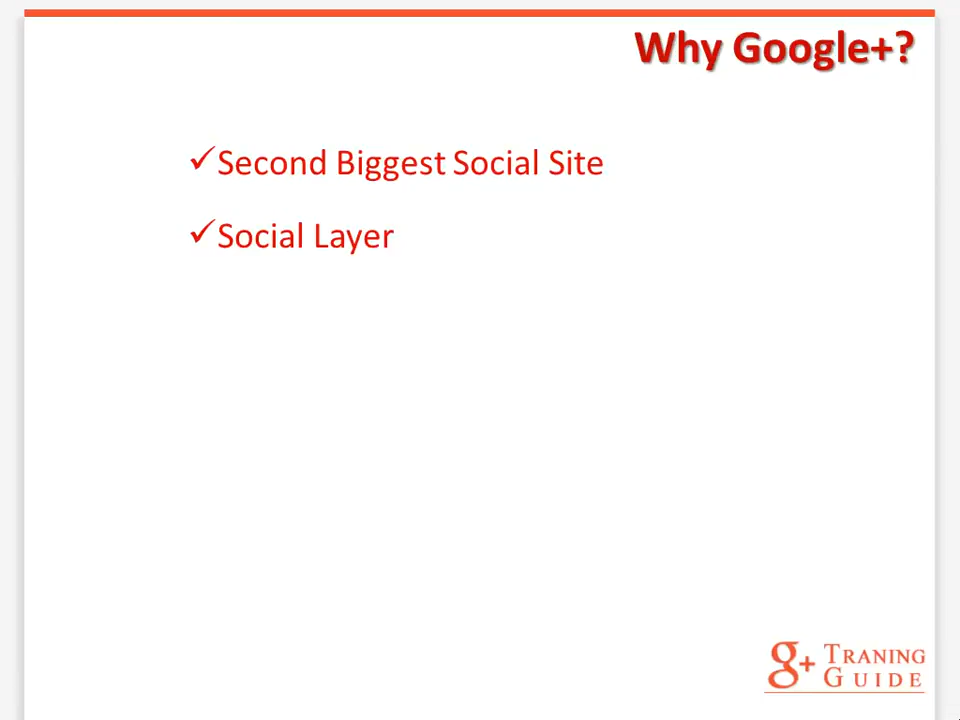 Why Google+?
✓Second Biggest Social Site
✓Social Layer
g+ TRANING
GUIDE